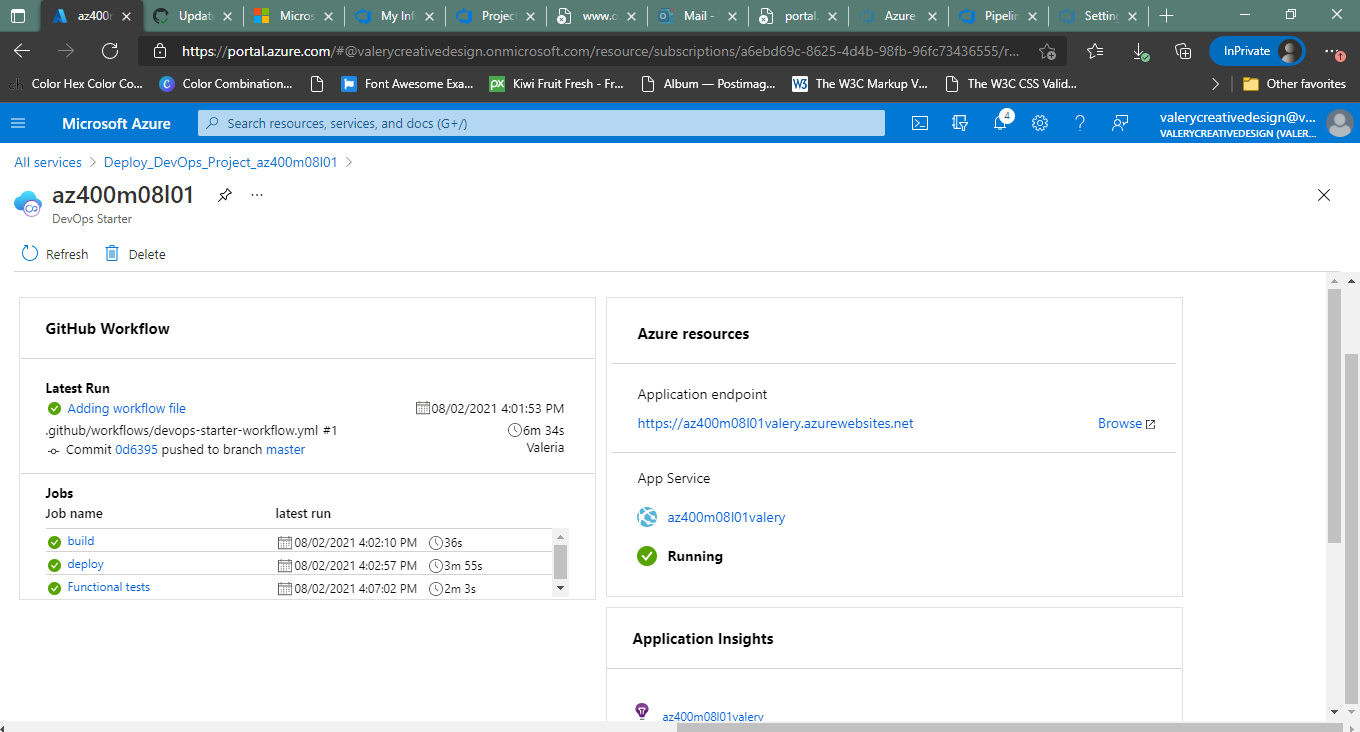 az400 Updat Micros My Inf Project www.o Mail - portal. Azure Pipelin Setting
https://portal.azure.com/#@valerycreativedesign.onmicrosoft.com/resource/subscriptions/a6ebd69c-8625-4d4b-98fb-96fc73436555/r... InPrivate
ch Color Hex Color Co... C Color Combination... Font Awesome Exa... px Kiwi Fruit Fresh - Fr... Album — Postimag... W3 The W3C Markup V... The W3C CSS Valid... Other favorites
Microsoft Azure Search resources, services, and docs (G+/) 4 valerycreativedesign@v...
VALERYCREATIVEDESIGN (VALER...
All services > Deploy_DevOps_Project_az400m08l01 >
az400m08l01 ...
DevOps Starter
Refresh Delete
GitHub Workflow
Latest Run
Adding workflow file 08/02/2021 4:01:53 PM
.github/workflows/devops-starter-workflow.yml #1 6m 34s
Commit 0d6395 pushed to branch master Valeria
Jobs
Job name latest run
build 08/02/2021 4:02:10 PM 36s
deploy 08/02/2021 4:02:57 PM 3m 55s
Functional tests 08/02/2021 4:07:02 PM 2m 3s
Azure resources
Application endpoint
https://az400m08l01valery.azurewebsites.net Browse
App Service
az400m08l01valery
Running
Application Insights
az400m08l01valery